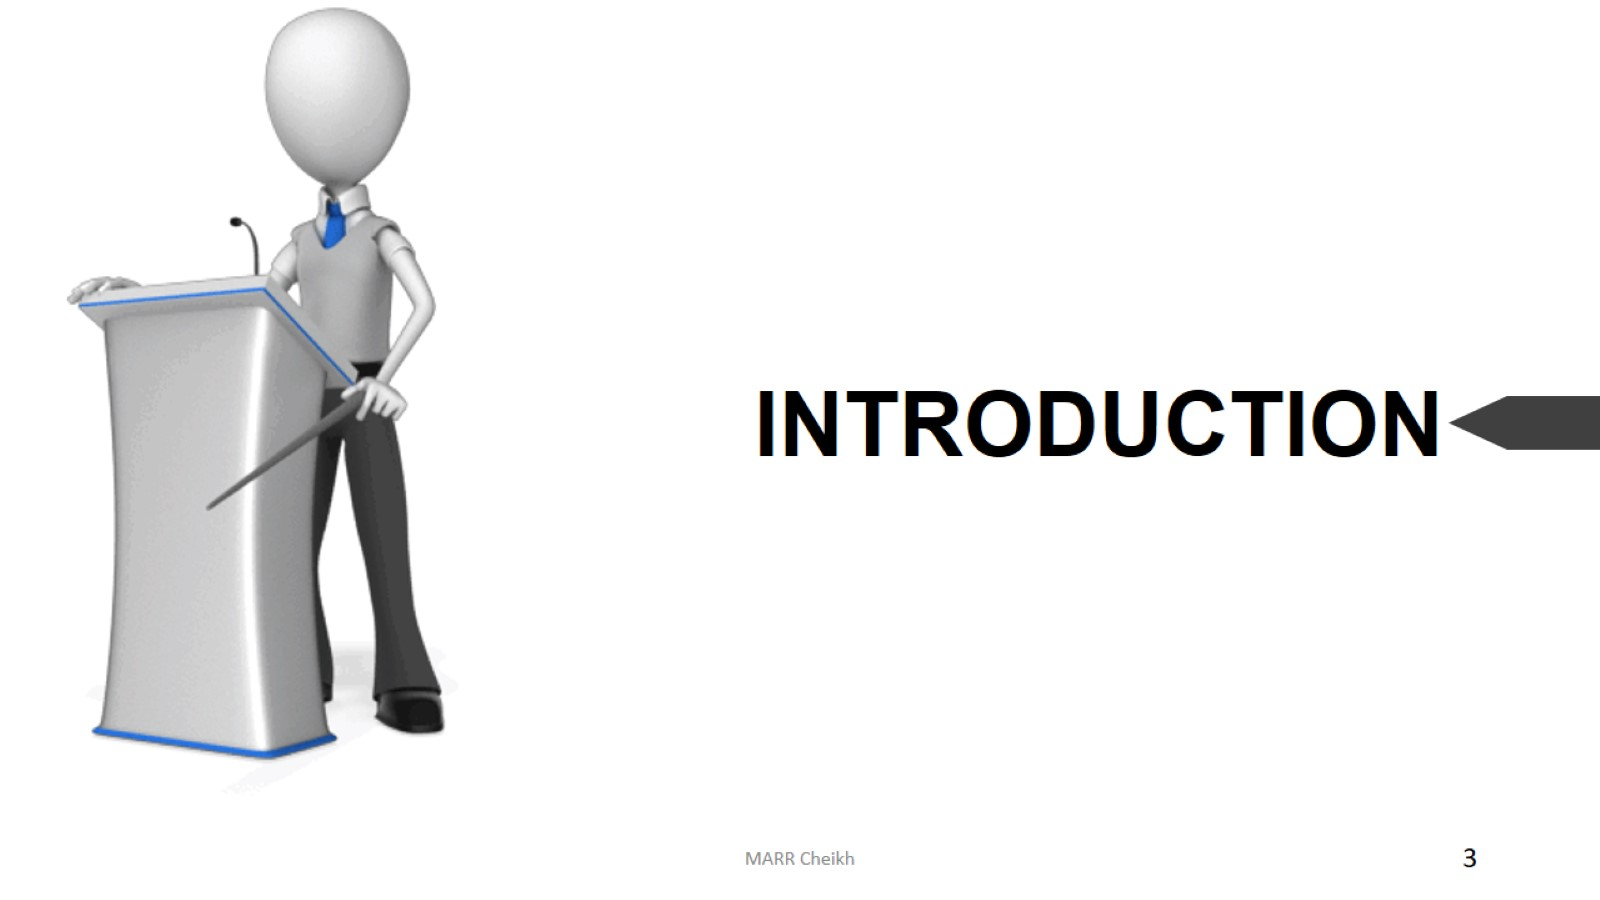 INTRODUCTION
MARR Cheikh
3